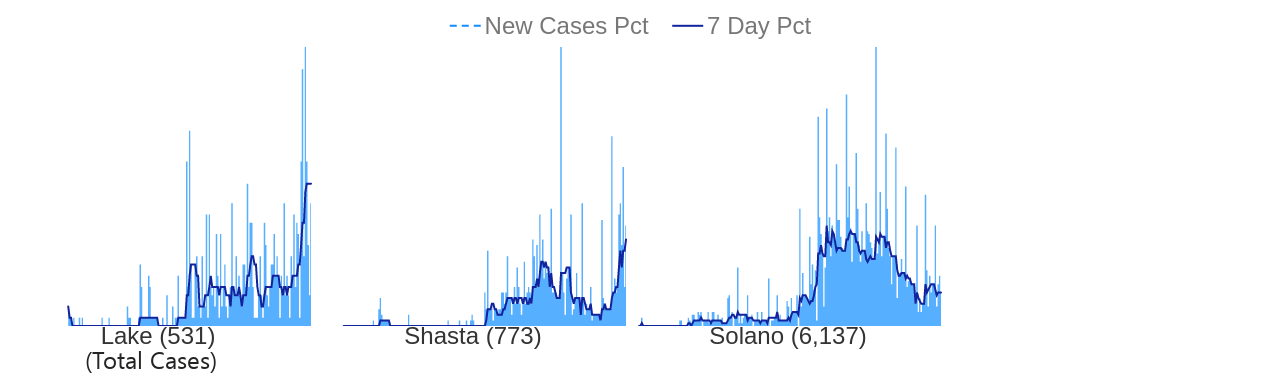 New Cases Pct 7 Day Pct
Lake (531) Shasta (773) Solano (6,137)
(Total Cases)